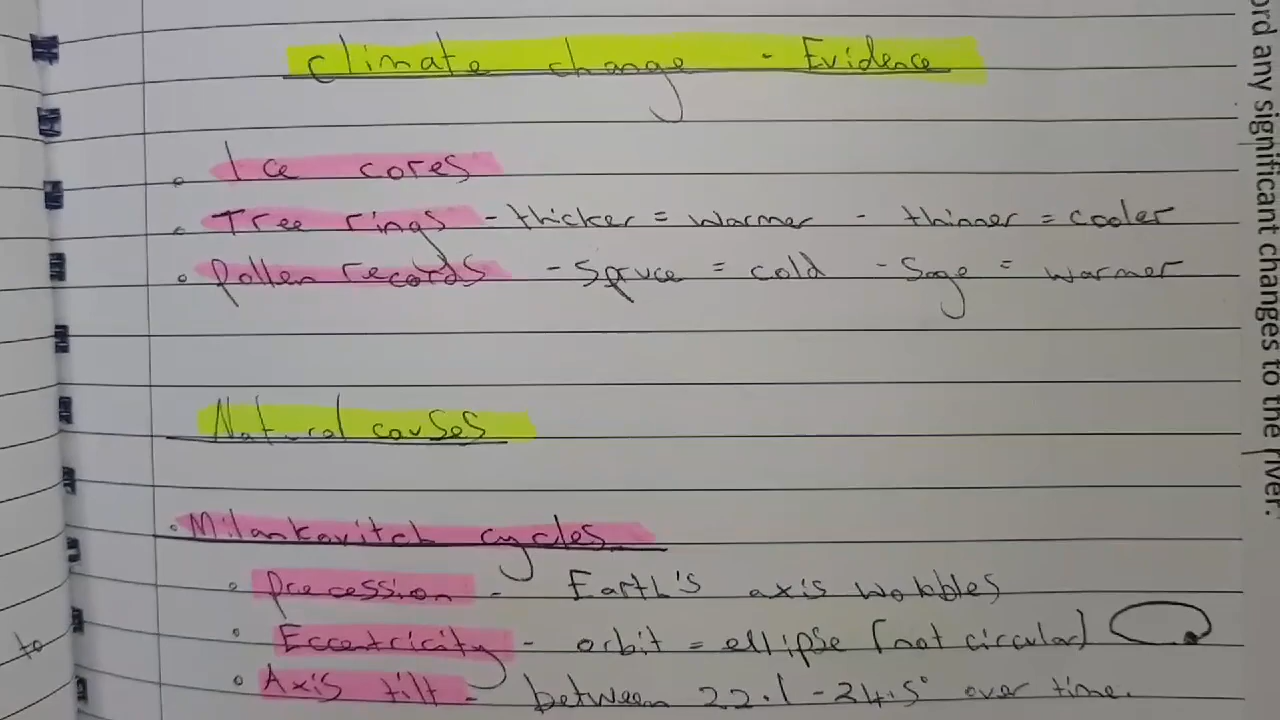 Climate change - Evidence
• Ice cores
• Tree rings - thicker = warmer - thinner = cooler
• Pollen records - Spruce = cold - Sage = warmer
Natural causes
• Milankovitch cycles
• Precession - Earth's axis wobbles
• Eccentricity - orbit = ellipse (not circular)
• Axis tilt - between 22.1 - 24.5° over time.
to
ord any significant changes to the river.